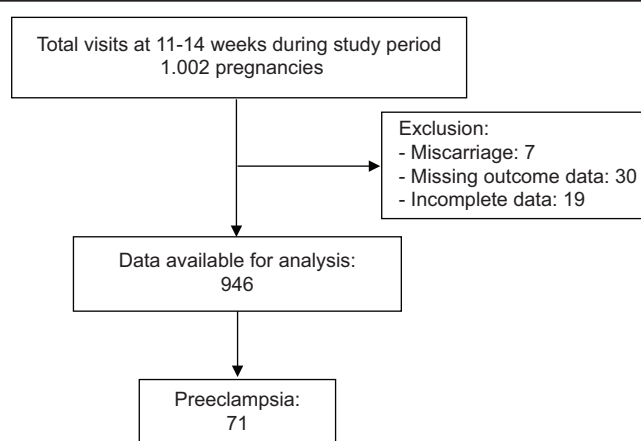 Total visits at 11-14 weeks during study period
1.002 pregnancies
Exclusion:
- Miscarriage: 7
- Missing outcome data: 30
- Incomplete data: 19
Data available for analysis:
946
Preeclampsia:
71